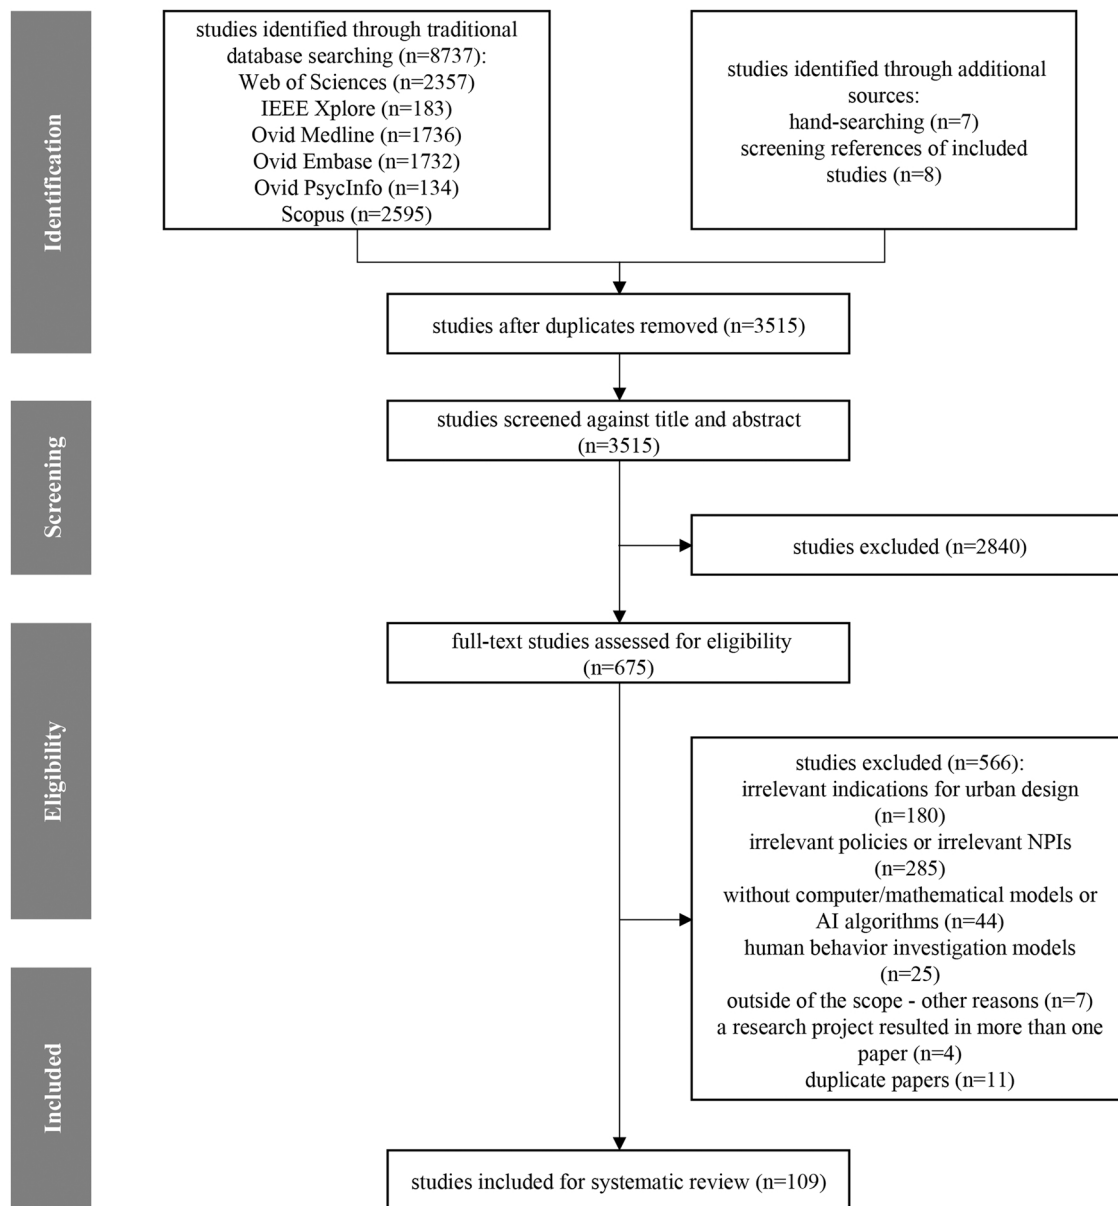 Identification
studies identified through traditional
database searching (n=8737):
Web of Sciences (n=2357)
IEEE Xplore (n=183)
Ovid Medline (n=1736)
Ovid Embase (n=1732)
Ovid PsycInfo (n=134)
Scopus (n=2595)
studies identified through additional
sources:
hand-searching (n=7)
screening references of included
studies (n=8)
studies after duplicates removed (n=3515)
Screening
studies screened against title and abstract
(n=3515)
studies excluded (n=2840)
Eligibility
full-text studies assessed for eligibility
(n=675)
studies excluded (n=566):
irrelevant indications for urban design
(n=180)
irrelevant policies or irrelevant NPIs
(n=285)
without computer/mathematical models or
AI algorithms (n=44)
human behavior investigation models
(n=25)
outside of the scope - other reasons (n=7)
a research project resulted in more than one
paper (n=4)
duplicate papers (n=11)
Included
studies included for systematic review (n=109)